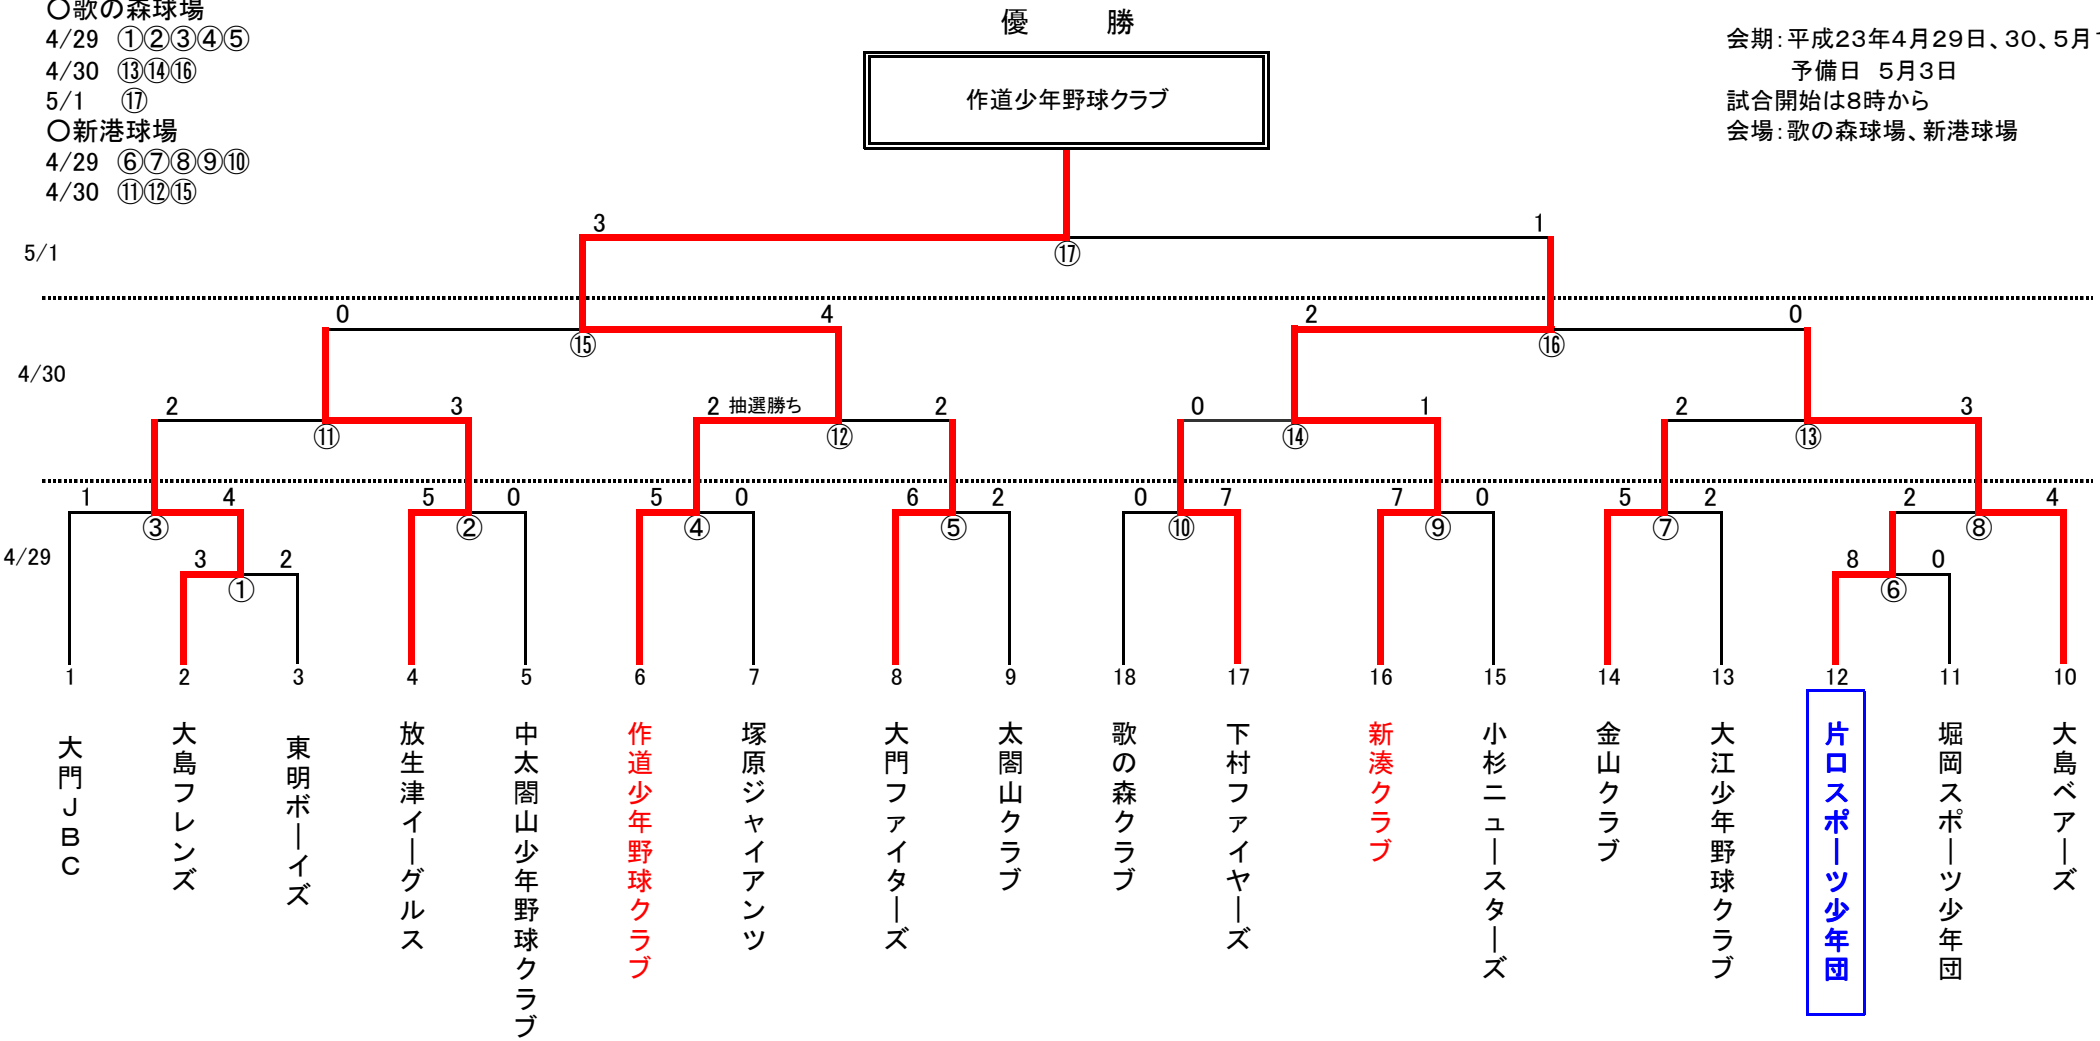 〇歌の森球場
4/29 ①②③④⑤
4/30 ⑬⑭⑯
5/1 ⑰
〇新港球場
4/29 ⑥⑦⑧⑨⑩
4/30 ⑪⑫⑮
優 勝
作道少年野球クラブ
会期:平成23年4月29日、30、5月1
予備日 5月3日
試合開始は8時から
会場:歌の森球場、新港球場
3 1
⑰
5/1
0 4 2 0
⑮ ⑯
4/30
2 3 2 抽選勝ち 2 0 1 2 3
⑪ ⑫ ⑭ ⑬
1 4 5 0 5 0 6 2 0 7 7 0 5 2 2 4
③ ② ④ ⑤ ⑩ ⑨ ⑦ ⑧
4/29
3 2 8 0
① ⑥
1 2 3 4 5 6 7 8 9 18 17 16 15 14 13 12 11 10
大門JBC
大島フレンズ
東明ボーイズ
放生津イーグルス
中太閤山少年野球クラブ
作道少年野球クラブ
塚原ジャイアンツ
大門ファイターズ
太閤山クラブ
歌の森クラブ
下村ファイヤーズ
新湊クラブ
小杉ニュースターズ
金山クラブ
大江少年野球クラブ
片口スポーツ少年団
堀岡スポーツ少年団
大島ベアーズ